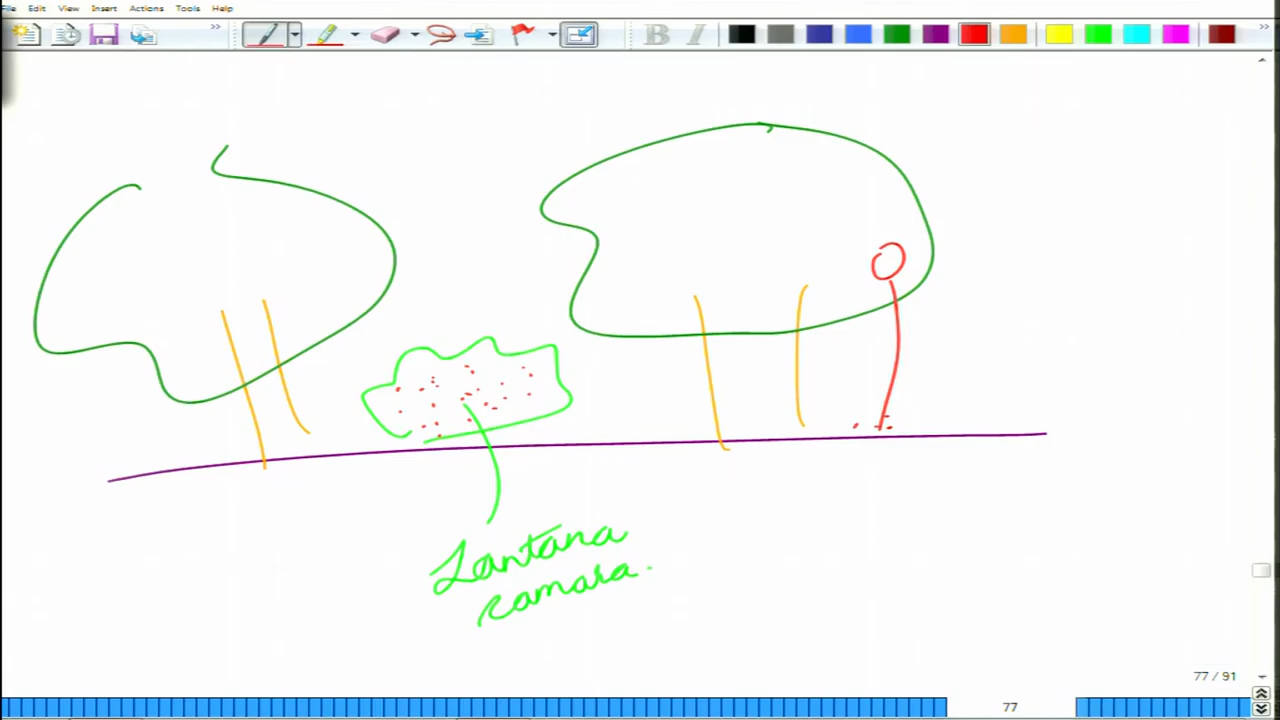 File Edit View Insert Actions Tools Help
B I
Lantana
camara.
77 / 91
77